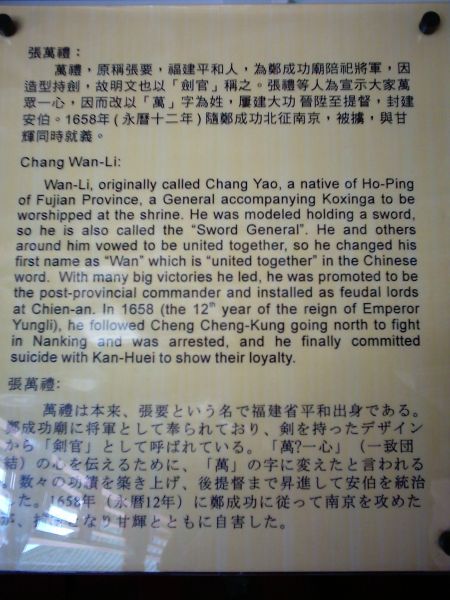 張萬禮：
萬禮，原稱張要，福建平和人，為鄭成功廟陪祀將軍，因
造型持劍，故明文也以「劍官」稱之。張禮等人為宣示大家萬
眾一心，因而改以「萬」字為姓，屢建大功 晉陞至提督，封建
安伯。1658年 ( 永曆十二年 ) 隨鄭成功北征南京，被擄，與甘
輝同時就義。
Chang Wan-Li:
Wan-Li, originally called Chang Yao, a native of Ho-Ping
of Fujian Province, a General accompanying Koxinga to be
worshipped at the shrine. He was modeled holding a sword,
so he is also called the “Sword General”. He and others
around him vowed to be united together, so he changed his
first name as “Wan” which is “united together” in the Chinese
word. With many big victories he led, he was promoted to be
the post-provincial commander and installed as feudal lords
at Chien-an. In 1658 (the 12th year of the reign of Emperor
Yungli), he followed Cheng Cheng-Kung going north to fight
in Nanking and was arrested, and he finally committed
suicide with Kan-Huei to show their loyalty.
張萬禮:
萬禮は本来、張要という名で福建省平和出身である。
鄭成功廟に将軍として奉られており、剣を持ったデザイン
から「剣官」として呼ばれている。「萬?一心」（一致団
結）の心を伝えるために、「萬」の字に変えたと言われる
数々の功績を築き上げ、後提督まで昇進して安伯を統治
した。1658年（永暦12年）に鄭成功に従って南京を攻めた
が、となり甘輝とともに自害した。